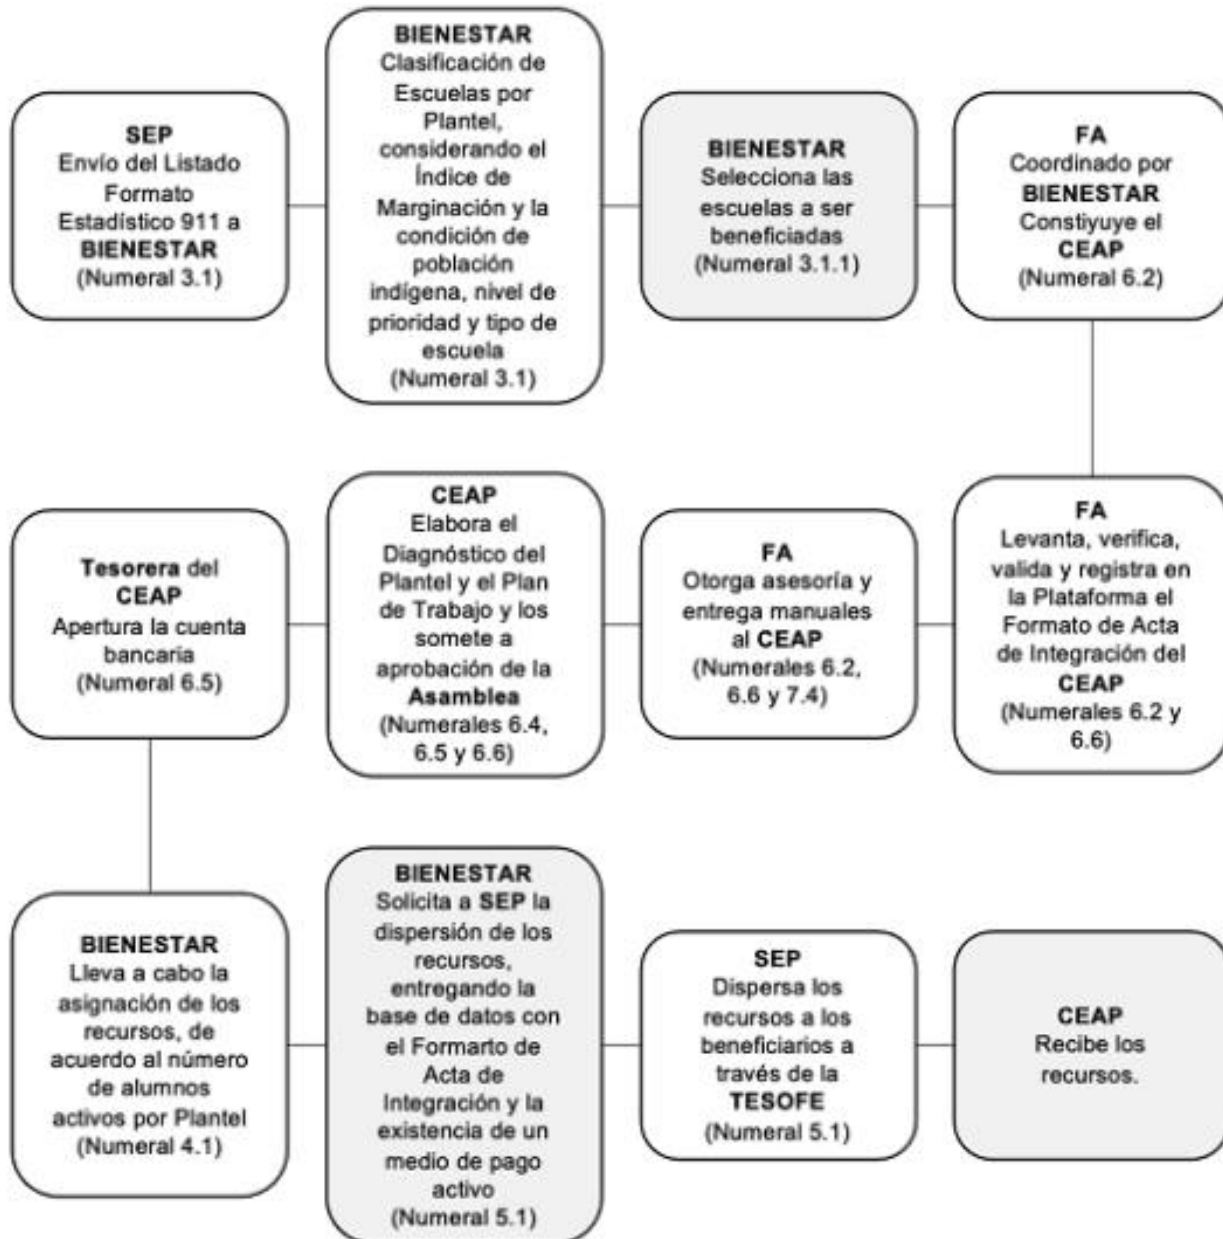 SEP
Envío del Listado
Formato
Estadístico 911 a
BIENESTAR
(Numeral 3.1)
BIENESTAR
Clasificación de
Escuelas por
Plantel,
considerando el
Índice de
Marginación y la
condición de
población
indígena, nivel de
prioridad y tipo de
escuela
(Numeral 3.1)
BIENESTAR
Selecciona las
escuelas a ser
beneficiadas
(Numeral 3.1.1)
FA
Coordinado por
BIENESTAR
Constiyuye el
CEAP
(Numeral 6.2)
FA
Levanta, verifica,
valida y registra en
la Plataforma el
Formato de Acta
de Integración del
CEAP
(Numerales 6.2 y
6.6)
FA
Otorga asesoría y
entrega manuales
al CEAP
(Numerales 6.2,
6.6 y 7.4)
CEAP
Elabora el
Diagnóstico del
Plantel y el Plan
de Trabajo y los
somete a
aprobación de la
Asamblea
(Numerales 6.4,
6.5 y 6.6)
Tesorera del
CEAP
Apertura la cuenta
bancaria
(Numeral 6.5)
BIENESTAR
Lleva a cabo la
asignación de los
recursos, de
acuerdo al número
de alumnos
activos por Plantel
(Numeral 4.1)
BIENESTAR
Solicita a SEP la
dispersión de los
recursos,
entregando la
base de datos con
el Formarto de
Acta de
Integración y la
existencia de un
medio de pago
activo
(Numeral 5.1)
SEP
Dispersa los
recursos a los
beneficiarios a
través de la
TESOFE
(Numeral 5.1)
CEAP
Recibe los
recursos.